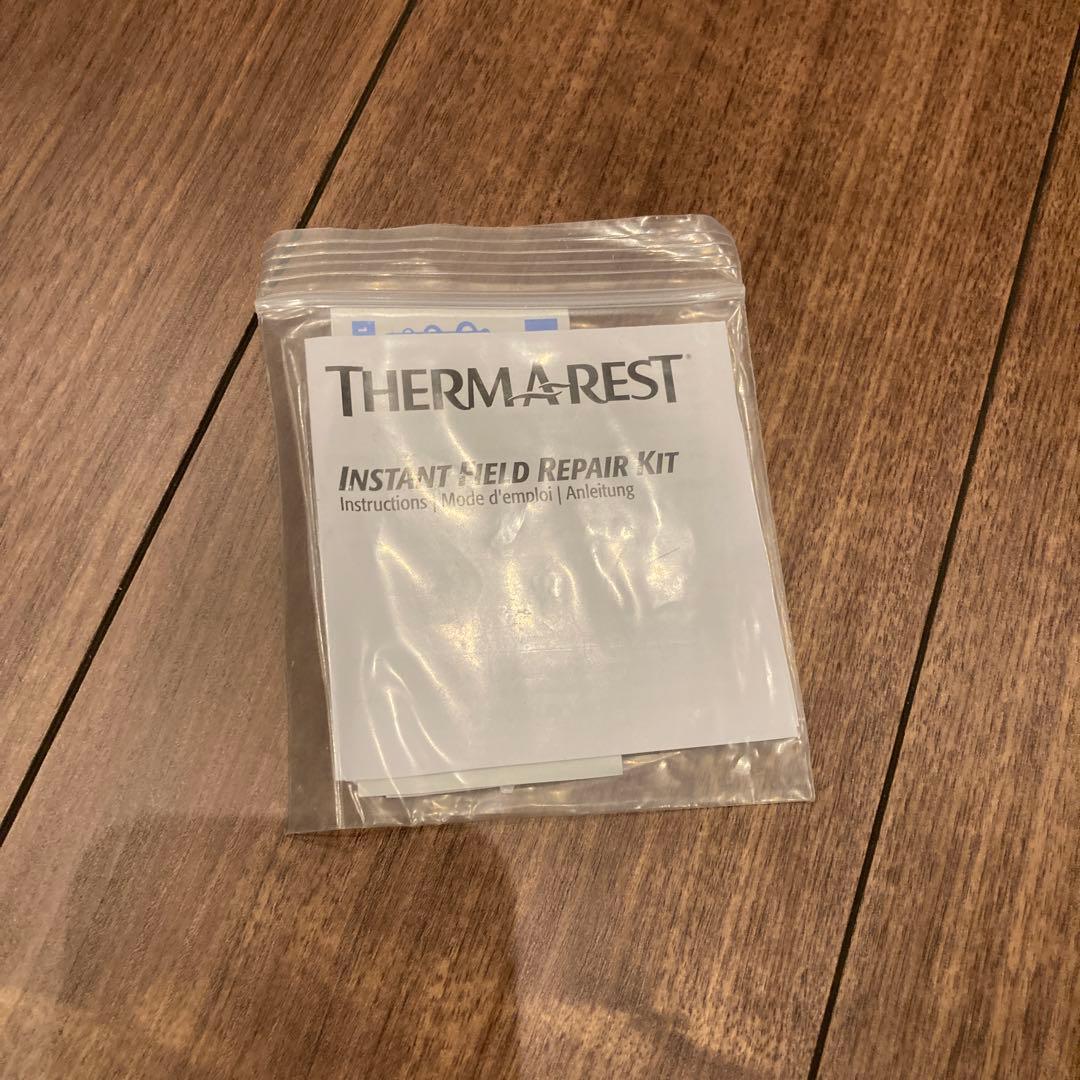 THERMAREST®
INSTANT FIELD REPAIR KIT
Instructions | Mode d'emploi | Anleitung